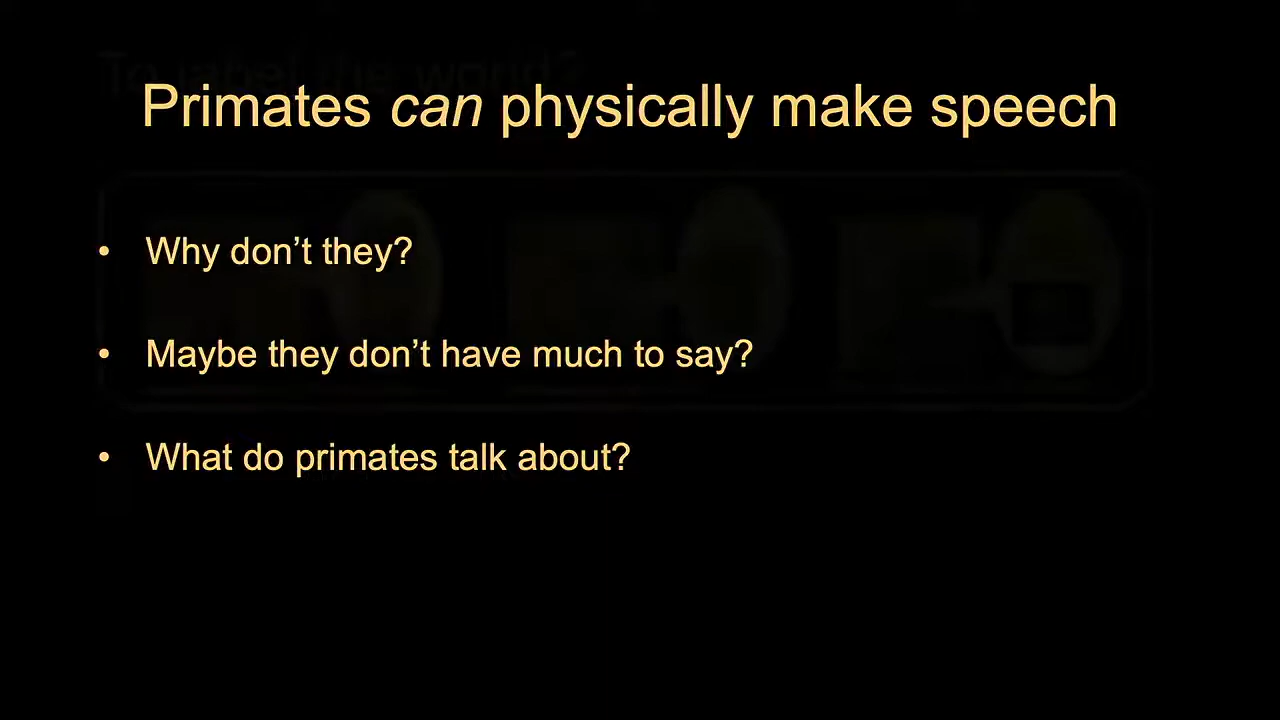 Primates can physically make speech
• Why don’t they?
• Maybe they don’t have much to say?
• What do primates talk about?